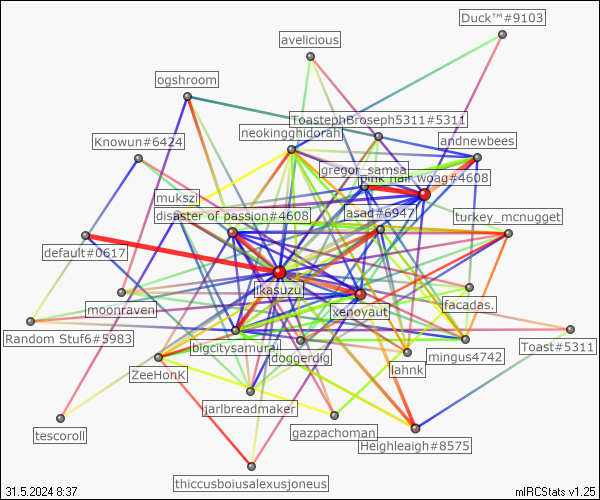 Duck™#9103
avelicious
ogshroom
ToastephBroseph5311#5311
neokingghidorah
Knowun#6424
andnewbees
gregor_samsa
pink hair woag#4608
mukszi
disaster of passion#4608
asad#6947
turkey_mcnugget
default#0617
ikasuzu
moonraven
xenoyaut
facadas.
Random Stuf6#5983
bigcitysamurai
doggerdig
mingus4742
Toast#5311
lahnk
ZeeHonK
jarlbreadmaker
gazpachoman
tescoroll
Heighleaigh#8575
thiccusboiusalexusjoneus
31.5.2024 8:37
mIRCStats v1.25